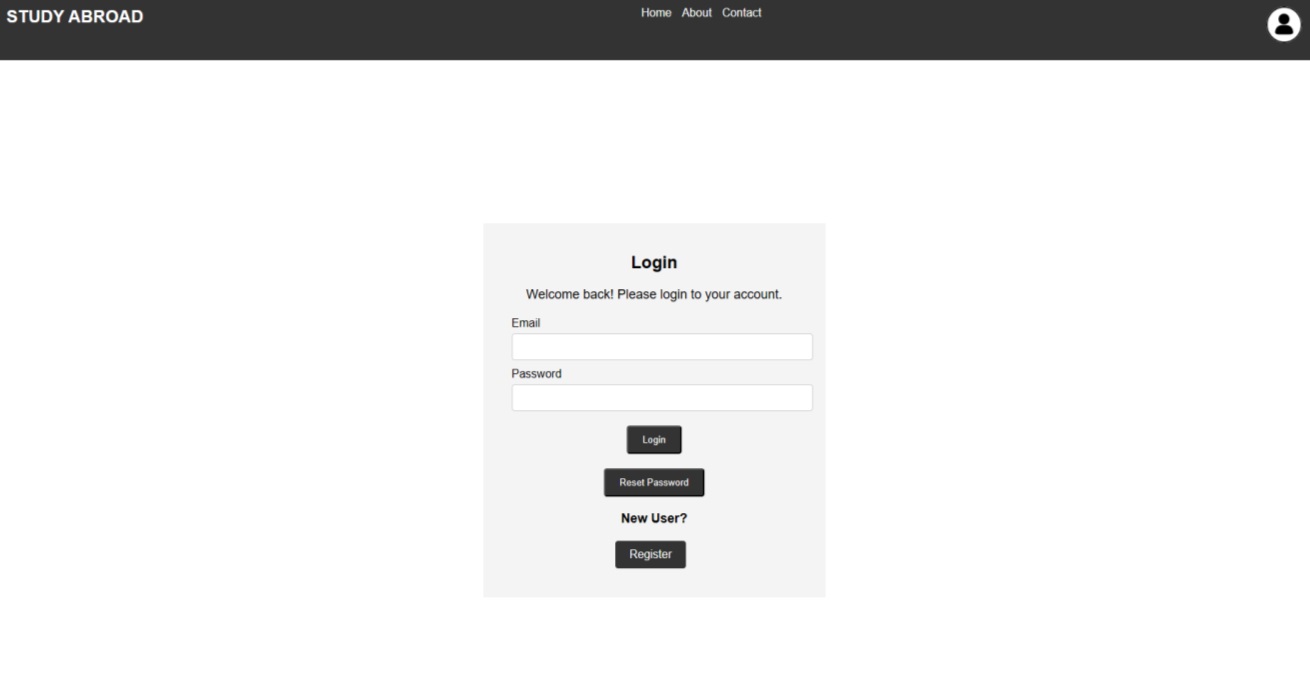 STUDY ABROAD
Home About Contact
Login
Welcome back! Please login to your account.
Email
Password
Login
Reset Password
New User?
Register